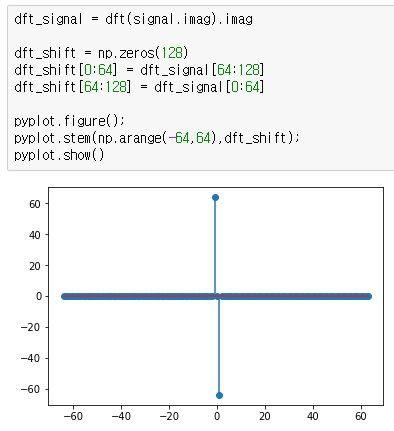 dft_signal = dft(signal.imag).imag
dft_shift = np.zeros(128)
dft_shift[0:64] = dft_signal[64:128]
dft_shift[64:128] = dft_signal[0:64]
pyplot.figure();
pyplot.stem(np.arange(-64,64),dft_shift);
pyplot.show()
60
40
20
0
−20
−40
−60
−60 −40 −20 0 20 40 60